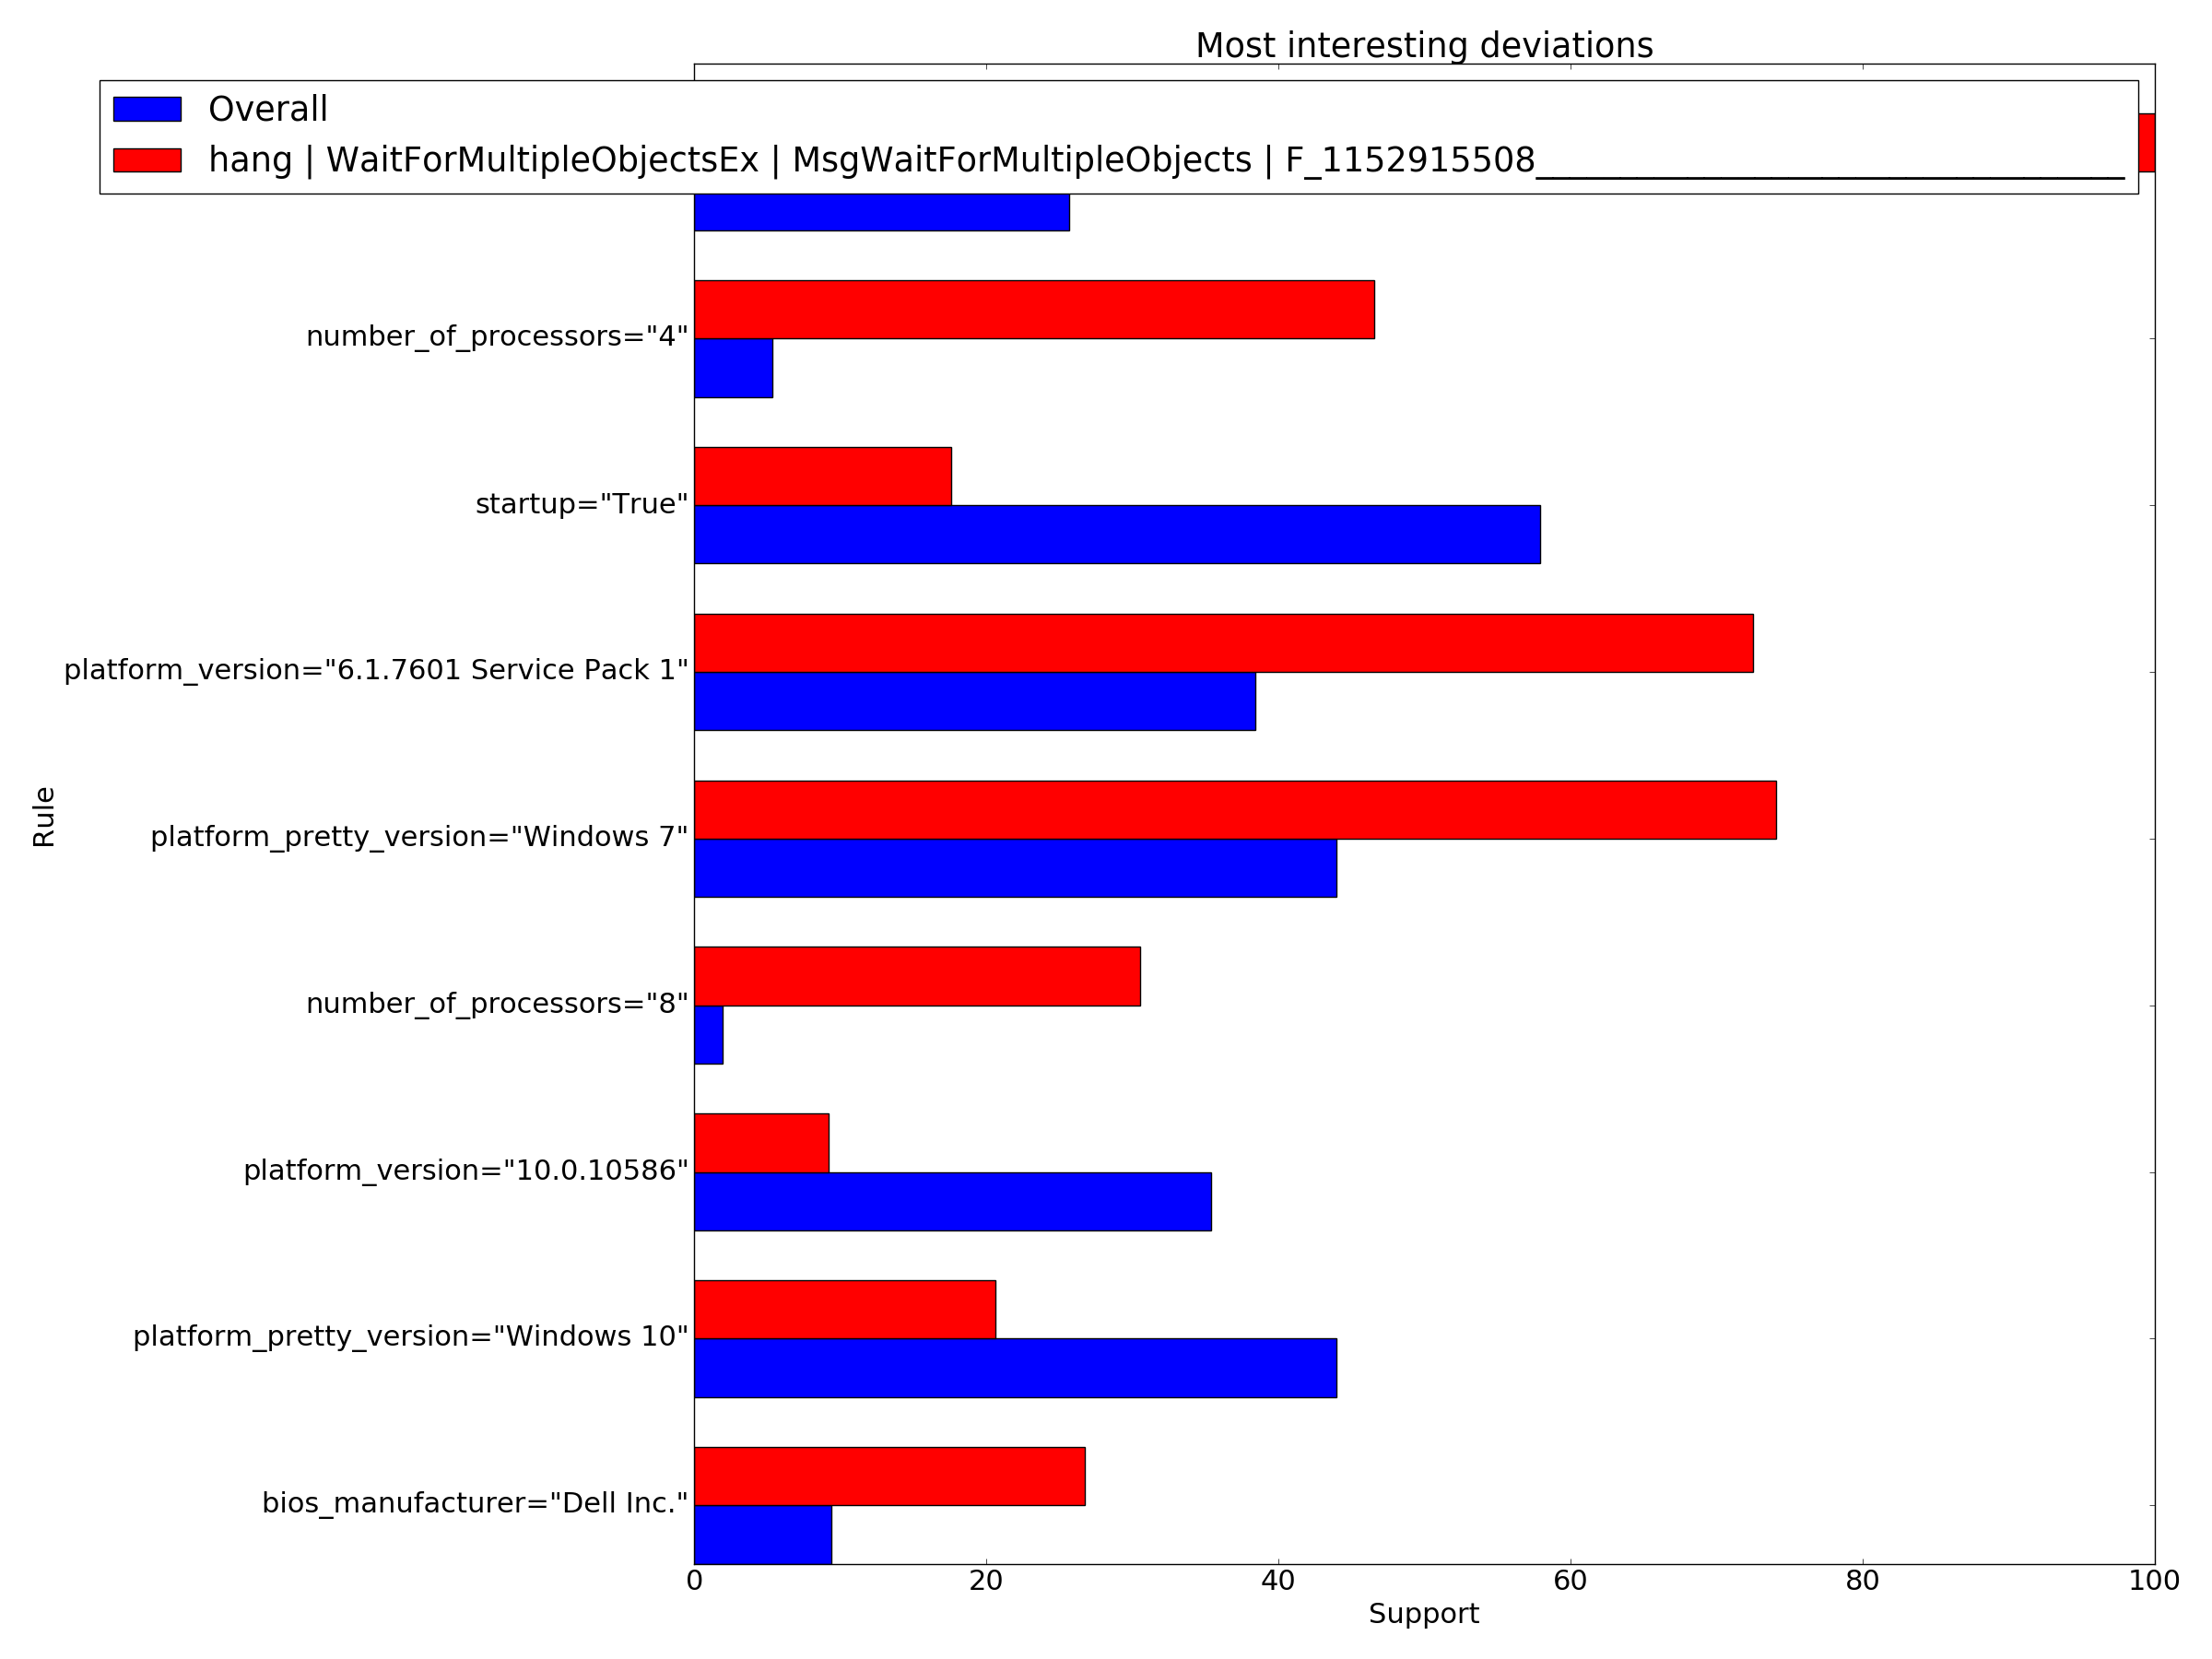 Most interesting deviations
Overall
hang | WaitForMultipleObjectsEx | MsgWaitForMultipleObjects | F_1152915508___________________________________
number_of_processors="4"
startup="True"
platform_version="6.1.7601 Service Pack 1"
platform_pretty_version="Windows 7"
number_of_processors="8"
platform_version="10.0.10586"
platform_pretty_version="Windows 10"
bios_manufacturer="Dell Inc."
Rule
0 20 40 60 80 100
Support